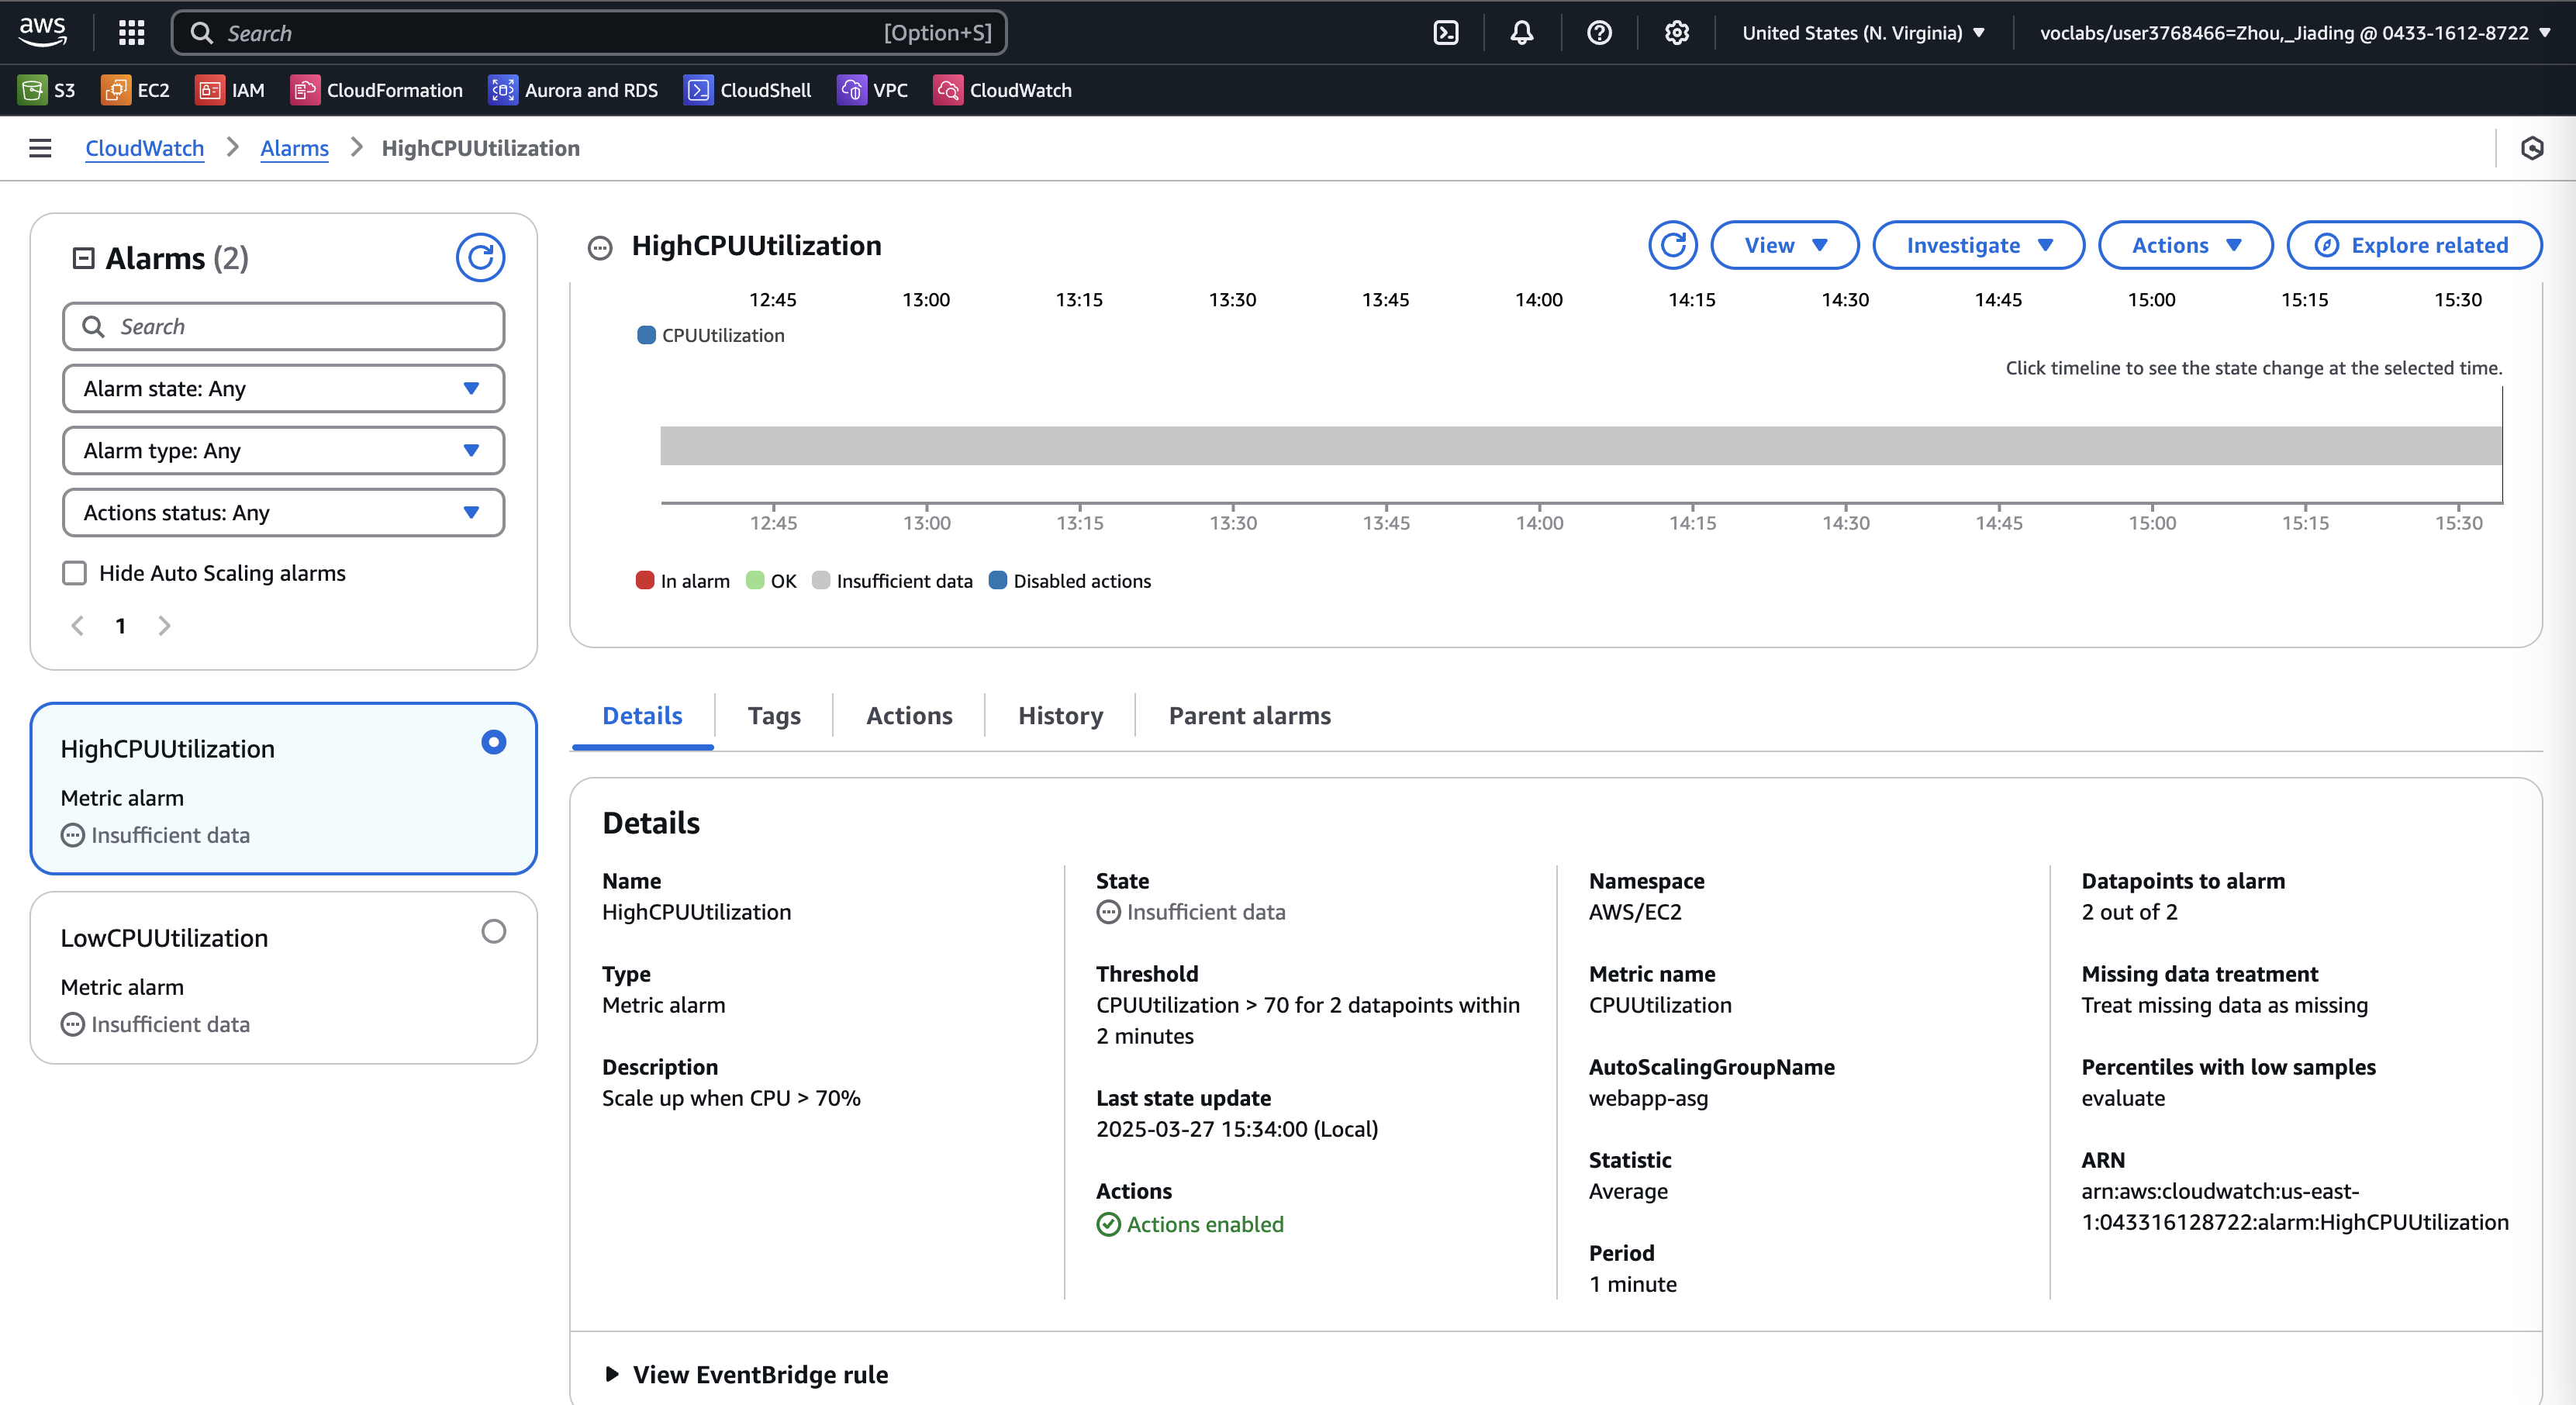 aws
Search
[Option+S]
United States (N. Virginia)
voclabs/user3768466=Zhou,_Jiading @ 0433-1612-8722
S3
EC2
IAM
CloudFormation
Aurora and RDS
CloudShell
VPC
CloudWatch
CloudWatch
Alarms
HighCPUUtilization
Alarms (2)
Search
Alarm state: Any
Alarm type: Any
Actions status: Any
Hide Auto Scaling alarms
1
HighCPUUtilization
Metric alarm
Insufficient data
LowCPUUtilization
Metric alarm
Insufficient data
HighCPUUtilization
View
Investigate
Actions
Explore related
12:45 13:00 13:15 13:30 13:45 14:00 14:15 14:30 14:45 15:00 15:15 15:30
CPUUtilization
Click timeline to see the state change at the selected time.
12:45 13:00 13:15 13:30 13:45 14:00 14:15 14:30 14:45 15:00 15:15 15:30
In alarm
OK
Insufficient data
Disabled actions
Details
Tags
Actions
History
Parent alarms
Details
Name
HighCPUUtilization
Type
Metric alarm
Description
Scale up when CPU > 70%
State
Insufficient data
Threshold
CPUUtilization > 70 for 2 datapoints within
2 minutes
Last state update
2025-03-27 15:34:00 (Local)
Actions
Actions enabled
Namespace
AWS/EC2
Metric name
CPUUtilization
AutoScalingGroupName
webapp-asg
Statistic
Average
Period
1 minute
Datapoints to alarm
2 out of 2
Missing data treatment
Treat missing data as missing
Percentiles with low samples
evaluate
ARN
arn:aws:cloudwatch:us-east-
1:043316128722:alarm:HighCPUUtilization
View EventBridge rule